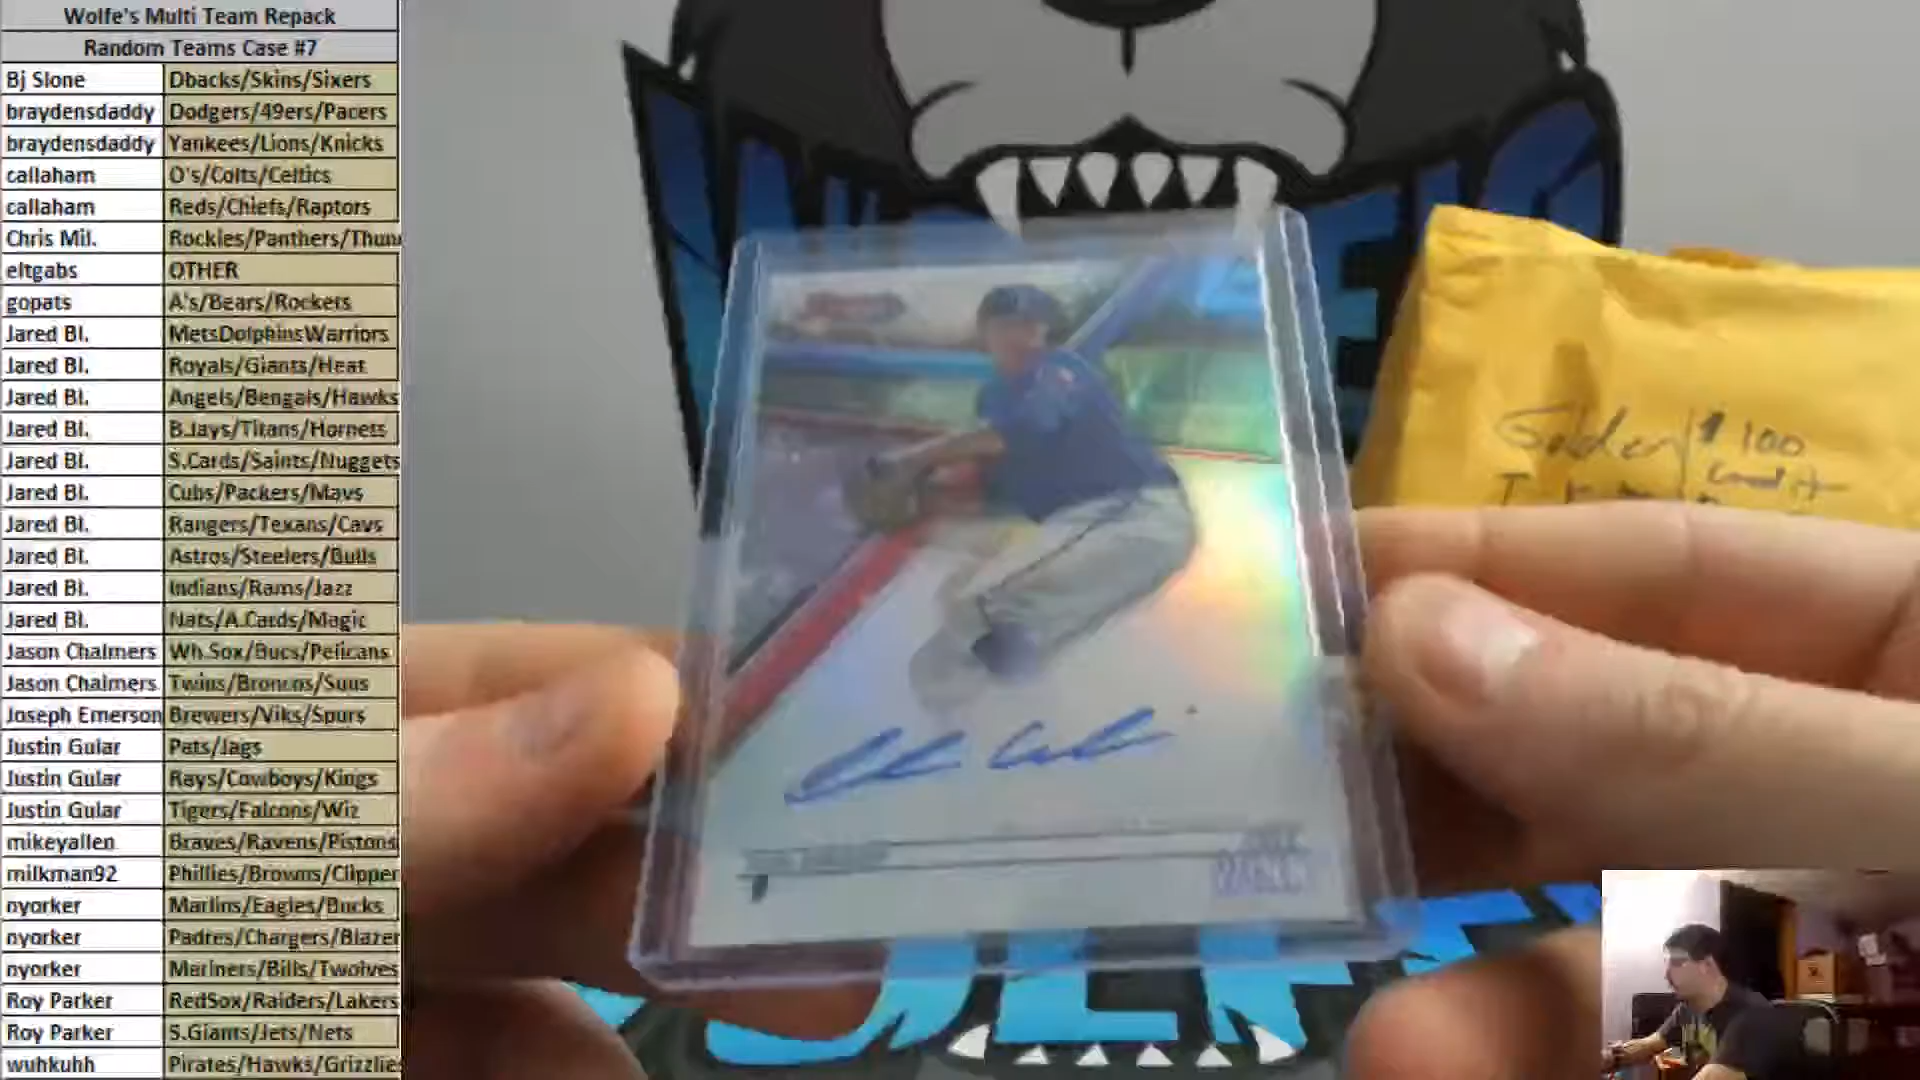 Wolfe's Multi Team Repack
Random Teams Case #7
Bj Slone Dbacks/Skins/Sixers
braydensdaddy Dodgers/49ers/Pacers
braydensdaddy Yankees/Lions/Knicks
callaham O's/Colts/Celtics
callaham Reds/Chiefs/Raptors
Chris Mil. Rockies/Panthers/Thun
eltgabs OTHER
gopats A's/Bears/Rockets
Jared Bl. MetsDolphinsWarriors
Jared Bl. Royals/Giants/Heat
Jared Bl. Angels/Bengals/Hawks
Jared Bl. B.Jays/Titans/Hornets
Jared Bl. S.Cards/Saints/Nuggets
Jared Bl. Cubs/Packers/Mavs
Jared Bl. Rangers/Texans/Cavs
Jared Bl. Astros/Steelers/Bulls
Jared Bl. Indians/Rams/Jazz
Jared Bl. Nats/A.Cards/Magic
Jason Chalmers Wh.Sox/Bucs/Pelicans
Jason Chalmers Twins/Broncos/Suns
Joseph Emerson Brewers/Viks/Spurs
Justin Gular Pats/Jags
Justin Gular Rays/Cowboys/Kings
Justin Gular Tigers/Falcons/Wiz
mikeyallen Braves/Ravens/Pistons
milkman92 Phillies/Browns/Clipper
nyorker Marlins/Eagles/Bucks
nyorker Padres/Chargers/Blazer
nyorker Mariners/Bills/Twolves
Roy Parker RedSox/Raiders/Lakers
Roy Parker S.Giants/Jets/Nets
wuhkuhh Pirates/Hawks/Grizzlies
Golden $100